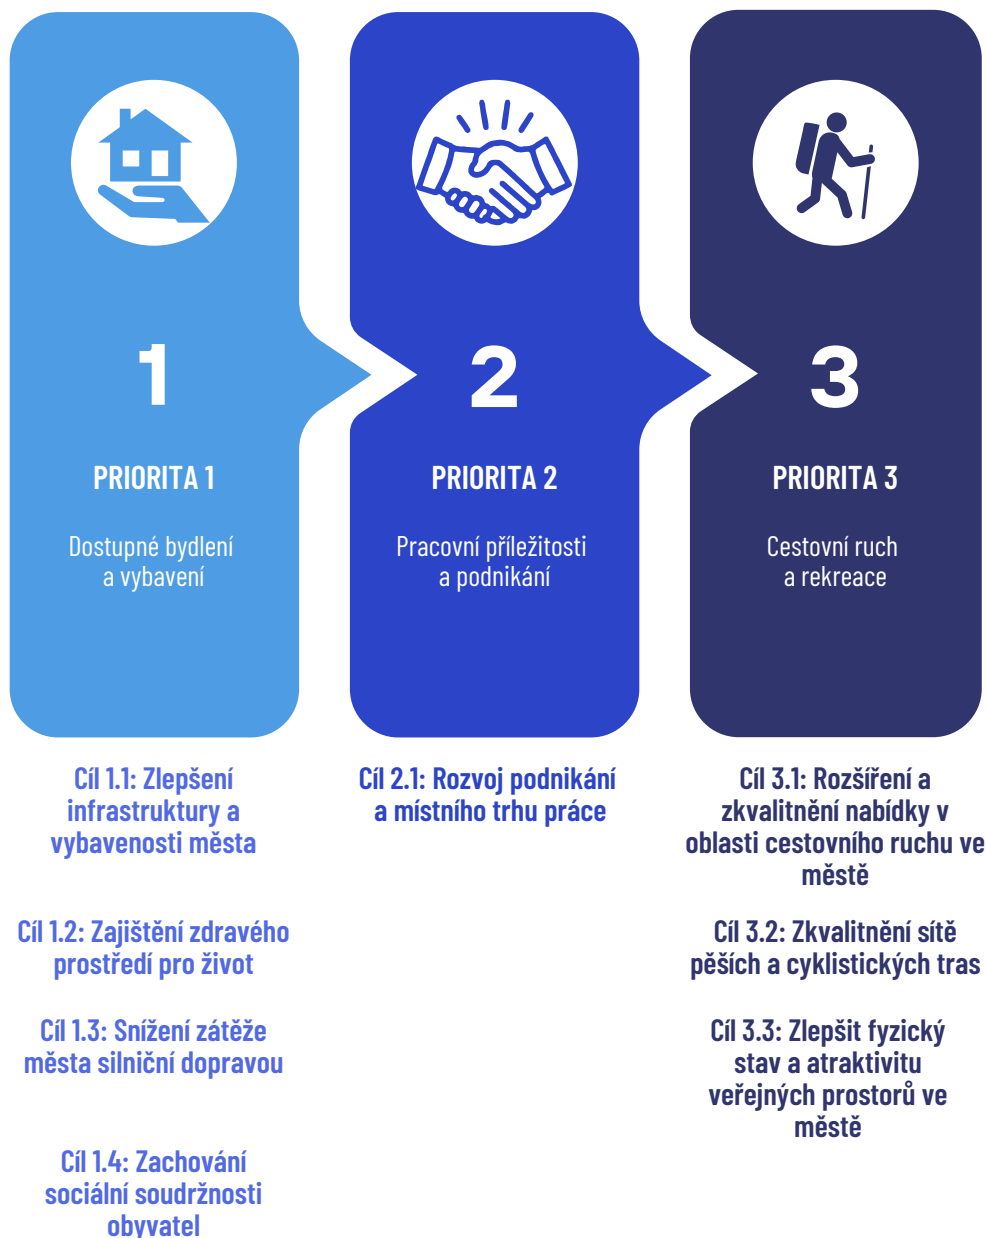 1
PRIORITA 1
Dostupné bydlení
a vybavení
2
PRIORITA 2
Pracovní příležitosti
a podnikání
3
PRIORITA 3
Cestovní ruch
a rekreace
Cíl 1.1: Zlepšení
infrastruktury a
vybavenosti města
Cíl 1.2: Zajištění zdravého
prostředí pro život
Cíl 1.3: Snížení zátěže
města silniční dopravou
Cíl 1.4: Zachování
sociální soudržnosti
obyvatel
Cíl 2.1: Rozvoj podnikání
a místního trhu práce
Cíl 3.1: Rozšíření a
zkvalitnění nabídky v
oblasti cestovního ruchu ve
městě
Cíl 3.2: Zkvalitnění sítě
pěších a cyklistických tras
Cíl 3.3: Zlepšit fyzický
stav a atraktivitu
veřejných prostorů ve
městě